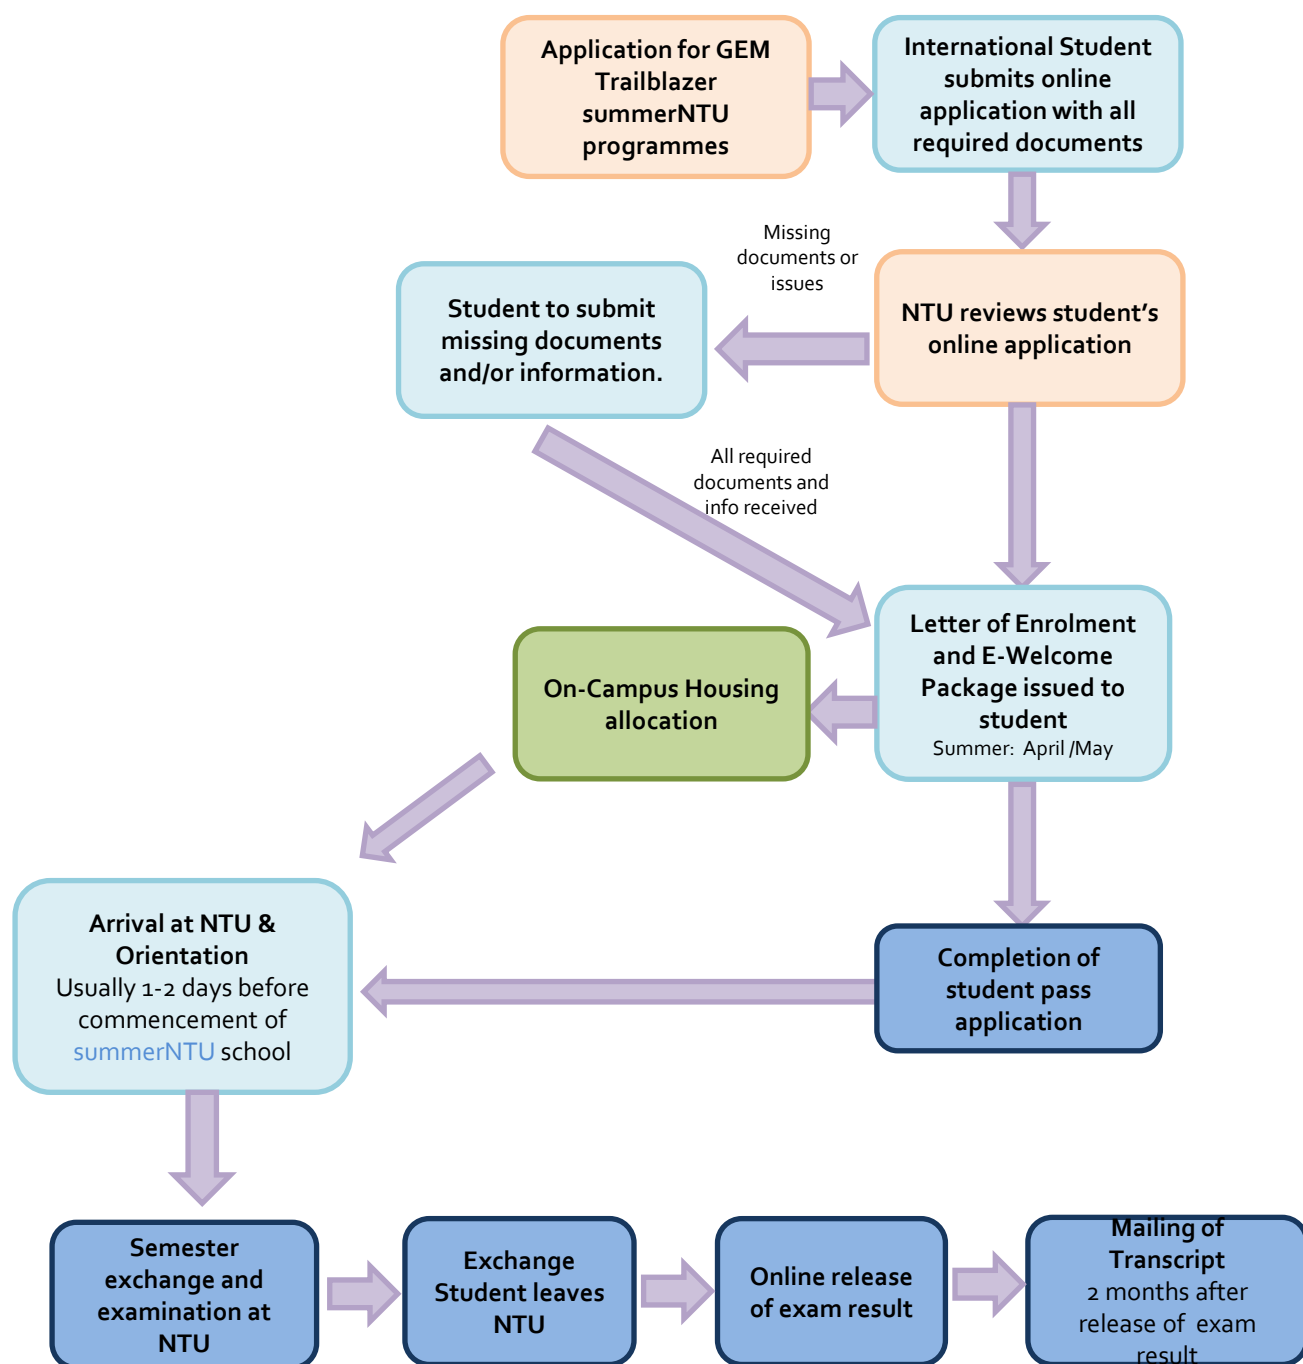 Application for GEM
Trailblazer
summerNTU
programmes
International Student
submits online
application with all
required documents
Missing
documents or
issues
Student to submit
missing documents
and/or information.
NTU reviews student’s
online application
All required
documents and
info received
Letter of Enrolment
and E-Welcome
Package issued to
student
Summer:  April /May
On-Campus Housing
allocation
Arrival at NTU &
Orientation
Usually 1-2 days before
commencement of
summerNTU school
Completion of
student pass
application
Semester
exchange and
examination at
NTU
Exchange
Student leaves
NTU
Online release
of exam result
Mailing of
Transcript
2 months after
release of  exam
result